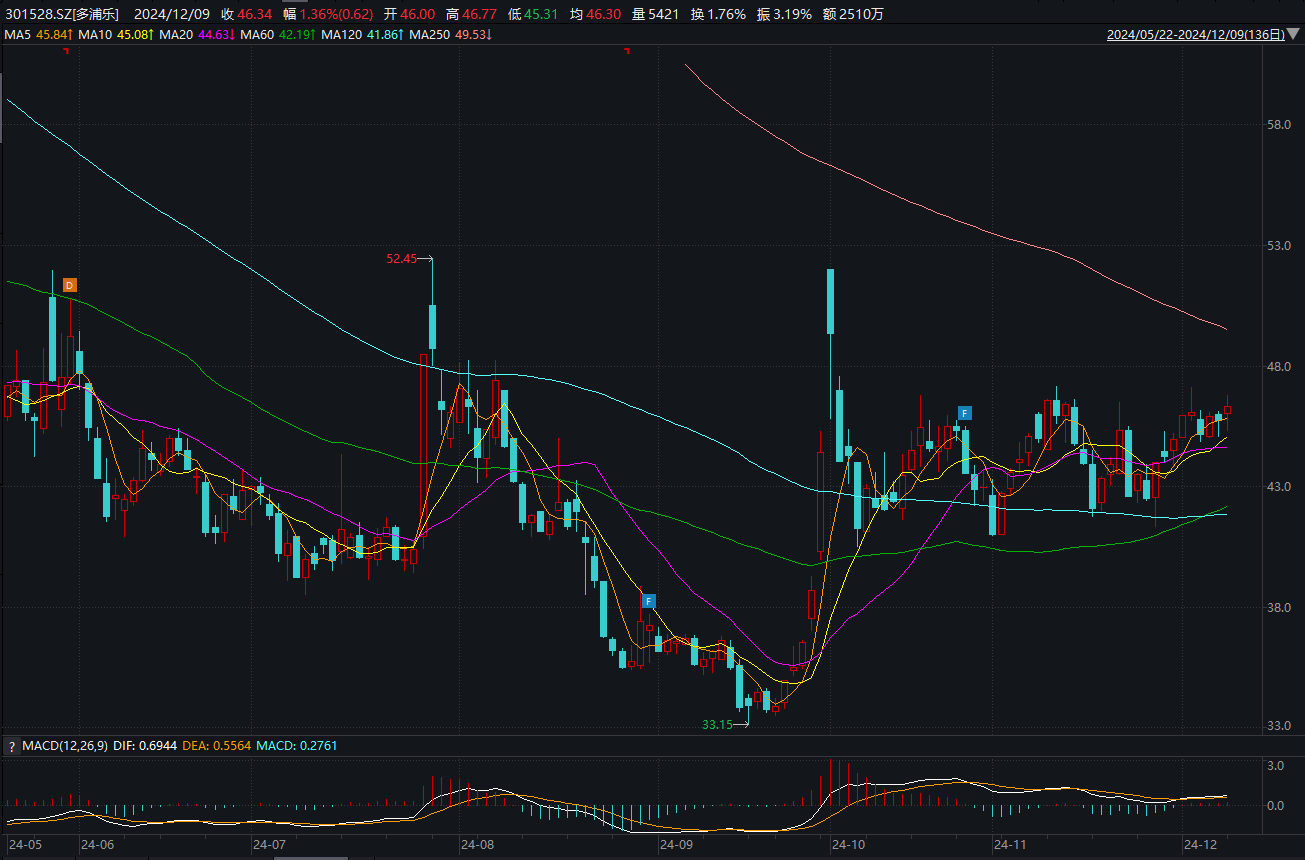 301528.SZ[多浦乐] 2024/12/09 收 46.34 幅 1.36%(0.62) 开 46.00 高 46.77 低 45.31 均 46.30 量 5421 换 1.76% 振 3.19% 额 2510万
MA5 45.84↑ MA10 45.08↑ MA20 44.63↓ MA60 42.19↑ MA120 41.86↑ MA250 49.53↓ 2024/05/22-2024/12/09(136日)
58.0
53.0
52.45
D
48.0
F
43.0
38.0
F
33.15
33.0
? MACD(12,26,9) DIF: 0.6944 DEA: 0.5564 MACD: 0.2761
3.0
0.0
24-05 24-06 24-07 24-08 24-09 24-10 24-11 24-12